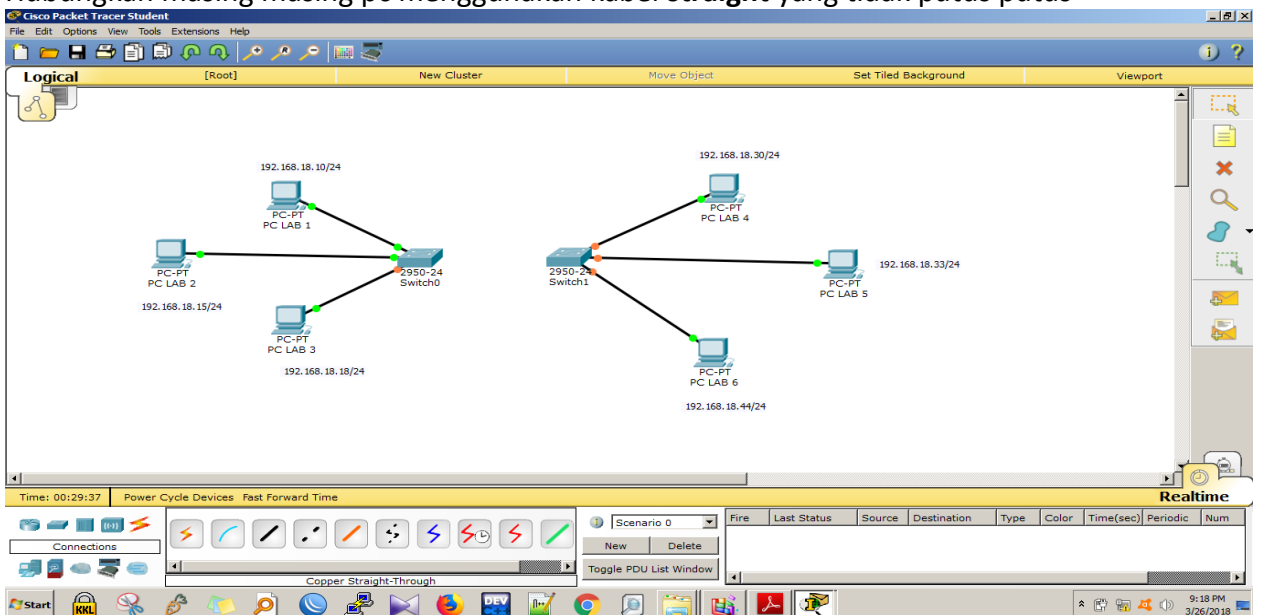 Hubungkan masing masing pc menggunakan kabel straight yang tidak putus putus
Cisco Packet Tracer Student
File Edit Options View Tools Extensions Help
Logical [Root] New Cluster Move Object Set Tiled Background Viewport
192.168.18.10/24
PC-PT
PC LAB 1
PC-PT
PC LAB 2
192.168.18.15/24
PC-PT
PC LAB 3
192.168.18.18/24
2950-24
Switch0
192.168.18.30/24
PC-PT
PC LAB 4
2950-24
Switch1
192.168.18.33/24
PC-PT
PC LAB 5
PC-PT
PC LAB 6
192.168.18.44/24
Time: 00:29:37 Power Cycle Devices Fast Forward Time
Realtime
Connections
Copper Straight-Through
Scenario 0
New Delete
Toggle PDU List Window
Fire Last Status Source Destination Type Color Time(sec) Periodic Num
Start
KKL
DEV
9:18 PM
3/26/2018